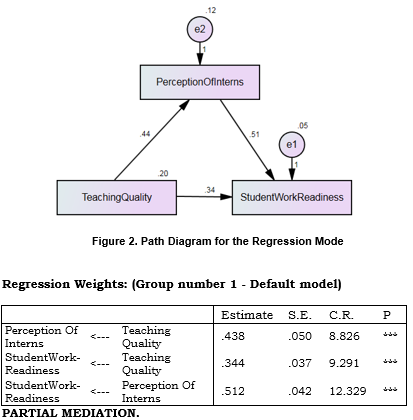 .12
e2
1
PerceptionOfInterns
.44
.51
.05
e1
1
.20
TeachingQuality
.34
StudentWorkReadiness
Figure 2. Path Diagram for the Regression Mode
Regression Weights: (Group number 1 - Default model)
Estimate S.E. C.R. P
Perception Of Interns <--- Teaching Quality .438 .050 8.826 ***
StudentWork-Readiness <--- Teaching Quality .344 .037 9.291 ***
StudentWork-Readiness <--- Perception Of Interns .512 .042 12.329 ***
PARTIAL MEDIATION.